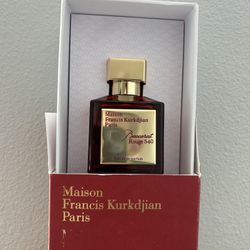 Maison
Francis Kurkdjian
Paris
Baccarat
Rouge 540
Maison
Francis Kurkdjian
Paris